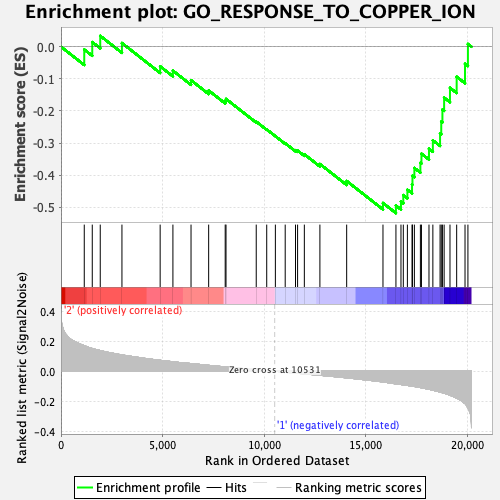 Enrichment plot: GO_RESPONSE_TO_COPPER_ION
Enrichment score (ES)
0.0
-0.1
-0.2
-0.3
-0.4
-0.5
'2' (positively correlated)
Ranked list metric (Signal2Noise)
0.4
0.2
0.0
-0.2
-0.4
Zero cross at 10531
'1' (negatively correlated)
0
5,000
10,000
15,000
20,000
Rank in Ordered Dataset
Enrichment profile
Hits
Ranking metric scores